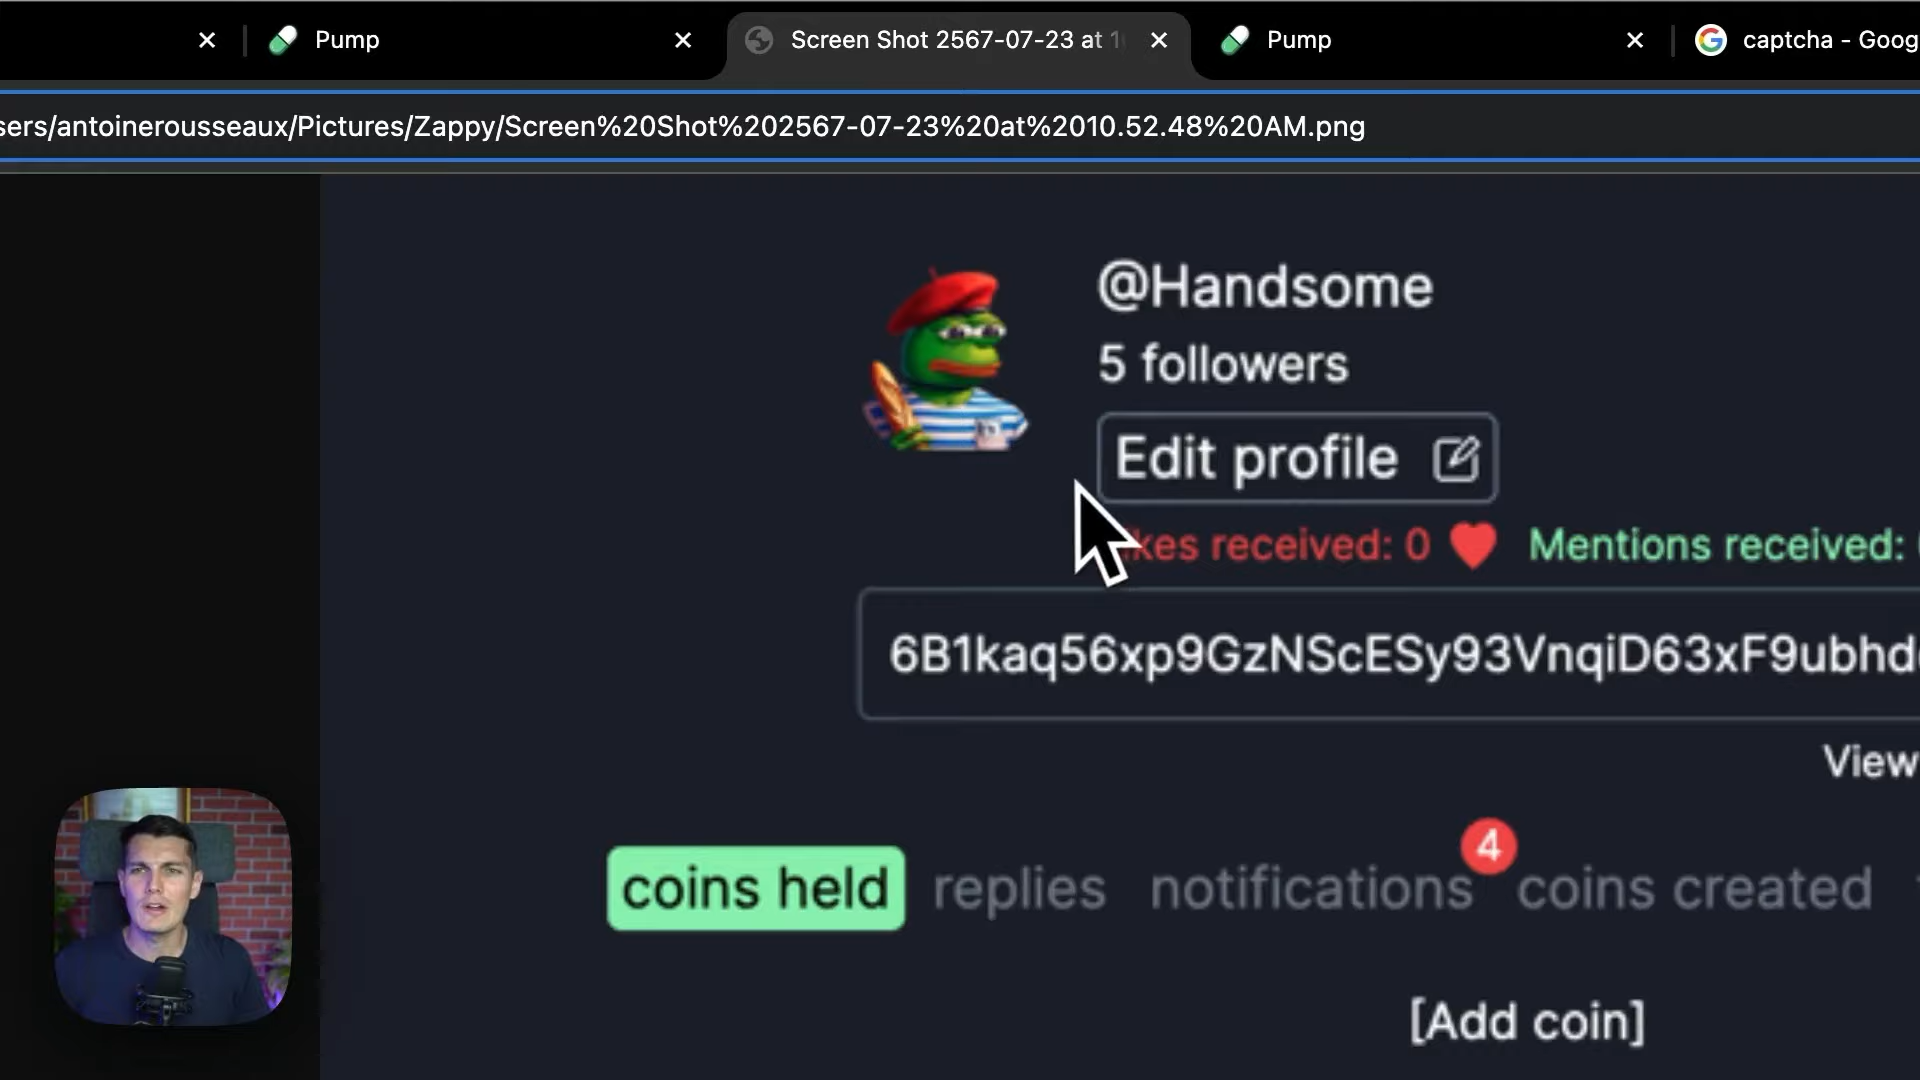 Pump
Screen Shot 2567-07-23 at
Pump
captcha - Goog
sers/antoinerousseaux/Pictures/Zappy/Screen%20Shot%202567-07-23%20at%2010.52.48%20AM.png
@Handsome
5 followers
Edit profile
kes received: 0
Mentions received:
6B1kaq56xp9GzNScESy93VnqiD63xF9ubhd
View
coins held
replies
notifications
4
coins created
[Add coin]